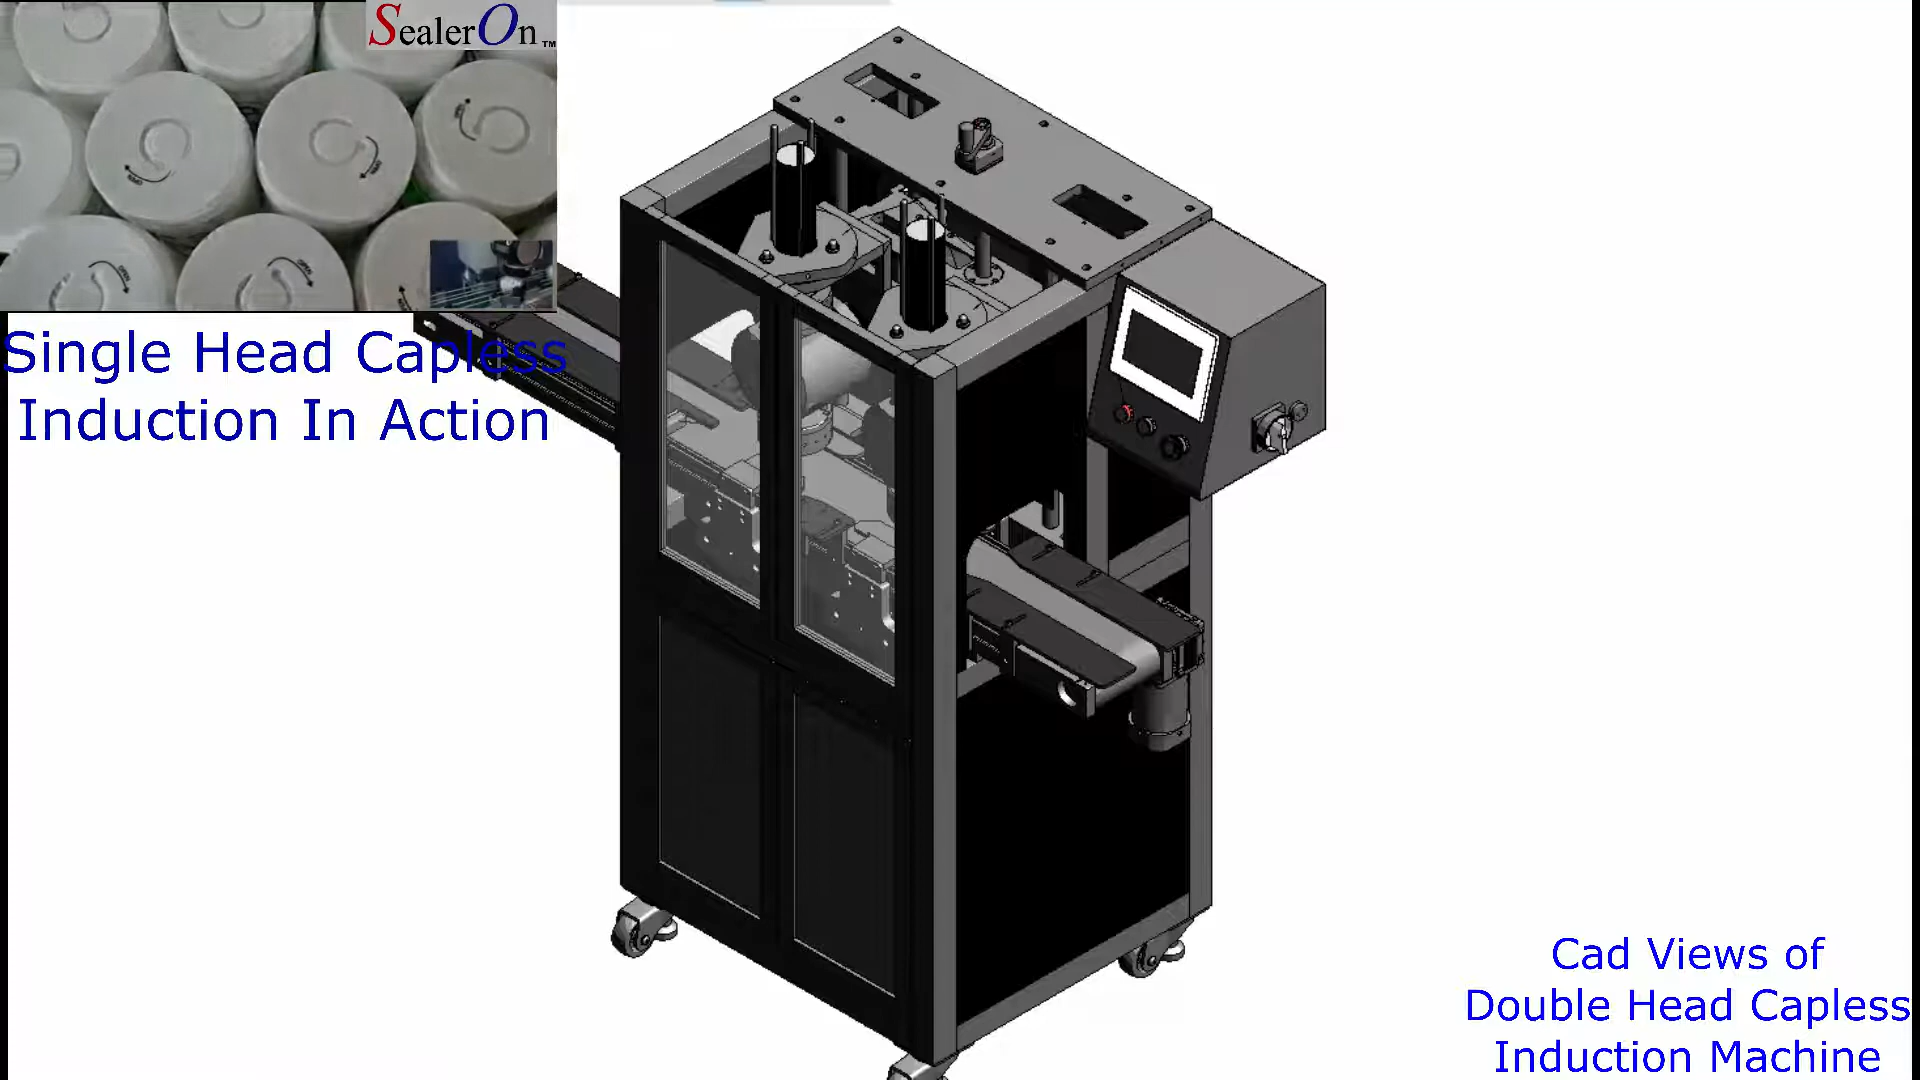 SealerOn™
Single Head Capless
Induction In Action
Cad Views of
Double Head Capless
Induction Machine